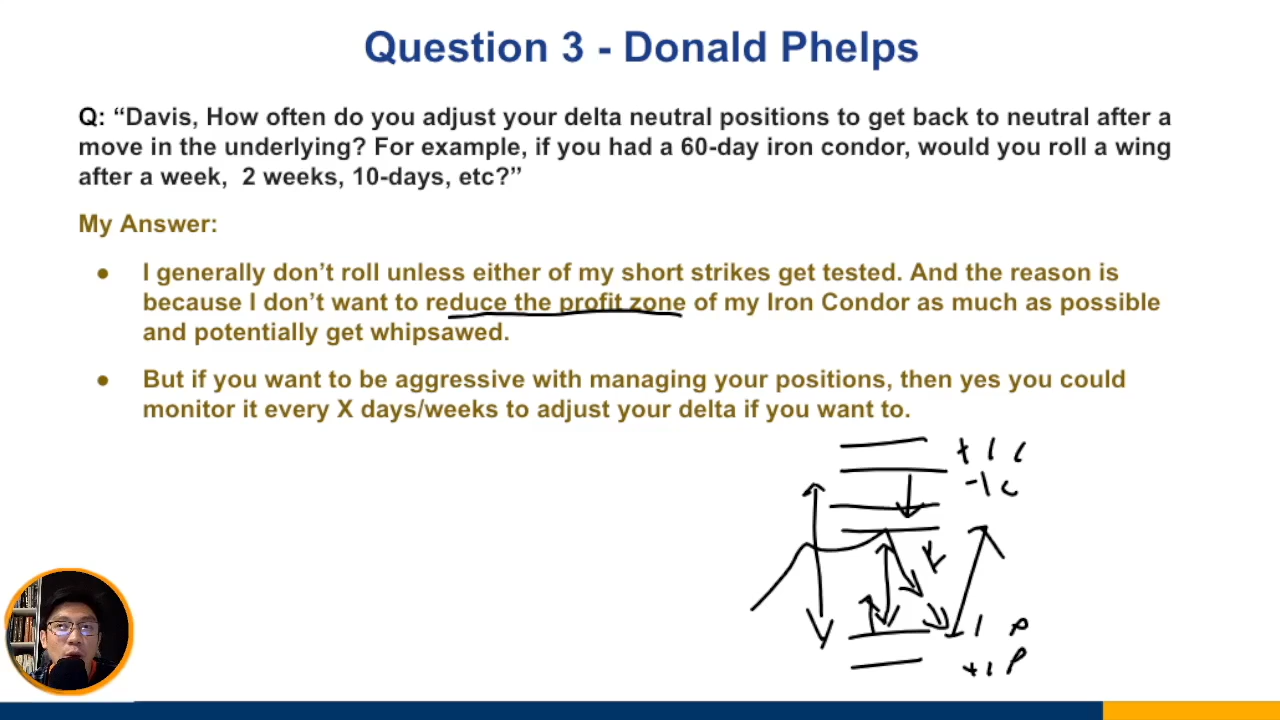 Question 3 - Donald Phelps
Q: “Davis, How often do you adjust your delta neutral positions to get back to neutral after a
move in the underlying? For example, if you had a 60-day iron condor, would you roll a wing
after a week,  2 weeks, 10-days, etc?”
My Answer:
● I generally don’t roll unless either of my short strikes get tested. And the reason is
because I don’t want to reduce the profit zone of my Iron Condor as much as possible
and potentially get whipsawed.
● But if you want to be aggressive with managing your positions, then yes you could
monitor it every X days/weeks to adjust your delta if you want to.
+1 C
-1 C
-1 P
+1 P